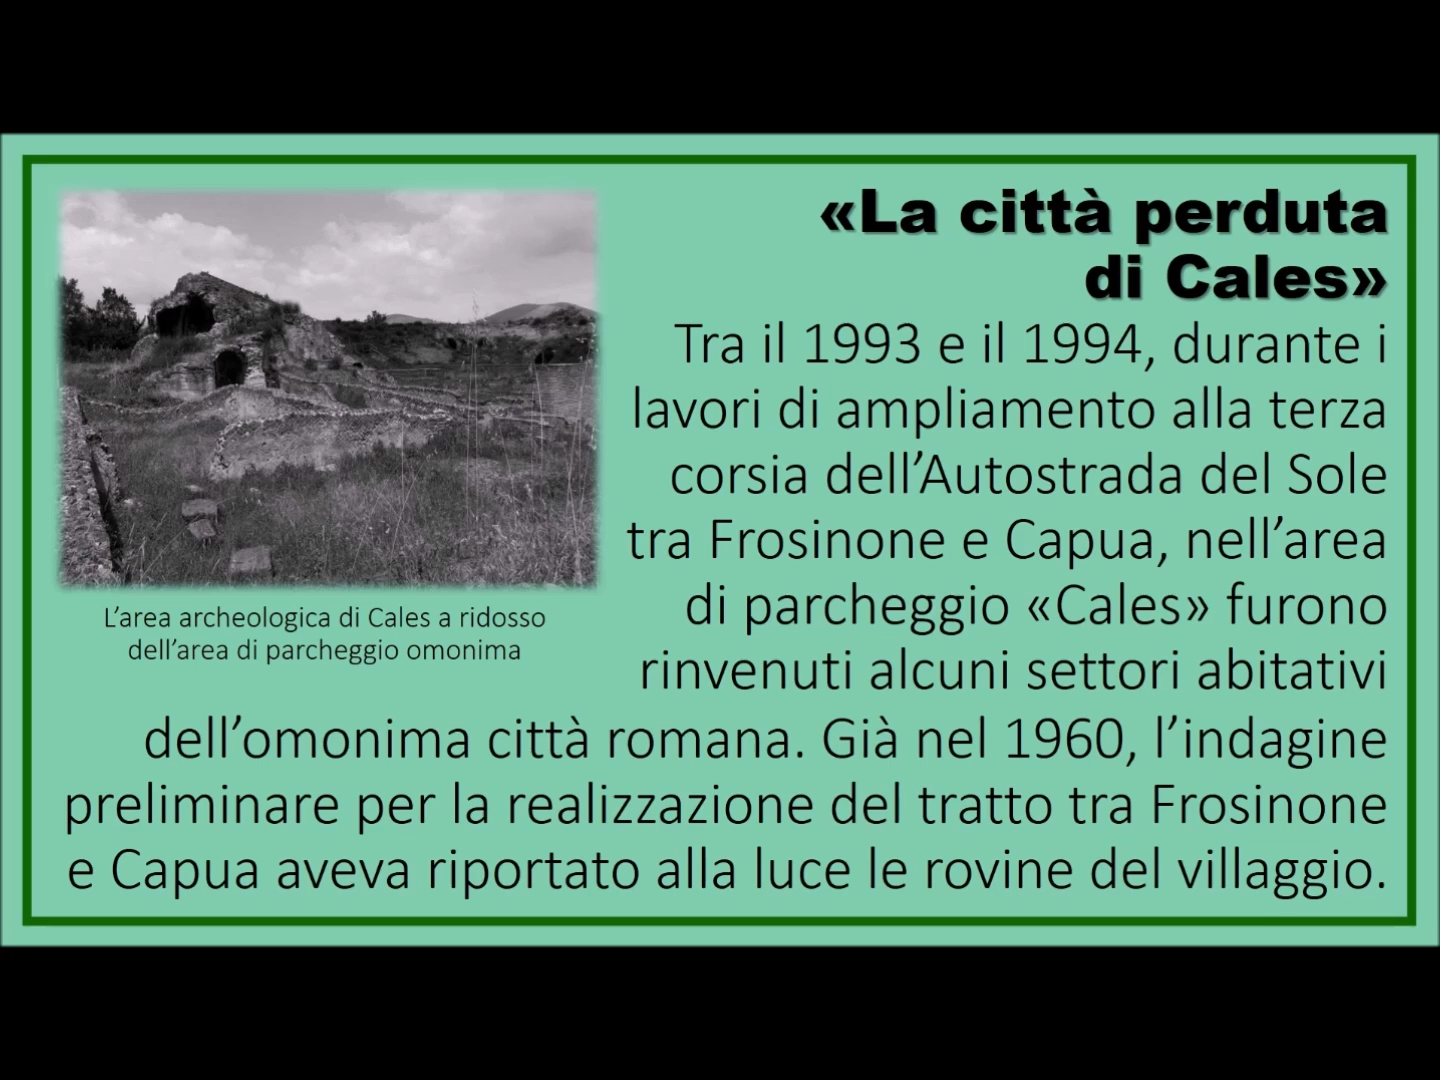 «La città perduta
di Cales»
Tra il 1993 e il 1994, durante i
lavori di ampliamento alla terza
corsia dell’Autostrada del Sole
tra Frosinone e Capua, nell’area
di parcheggio «Cales» furono
rinvenuti alcuni settori abitativi
dell’omonima città romana. Già nel 1960, l’indagine
preliminare per la realizzazione del tratto tra Frosinone
e Capua aveva riportato alla luce le rovine del villaggio.
L’area archeologica di Cales a ridosso
dell’area di parcheggio omonima